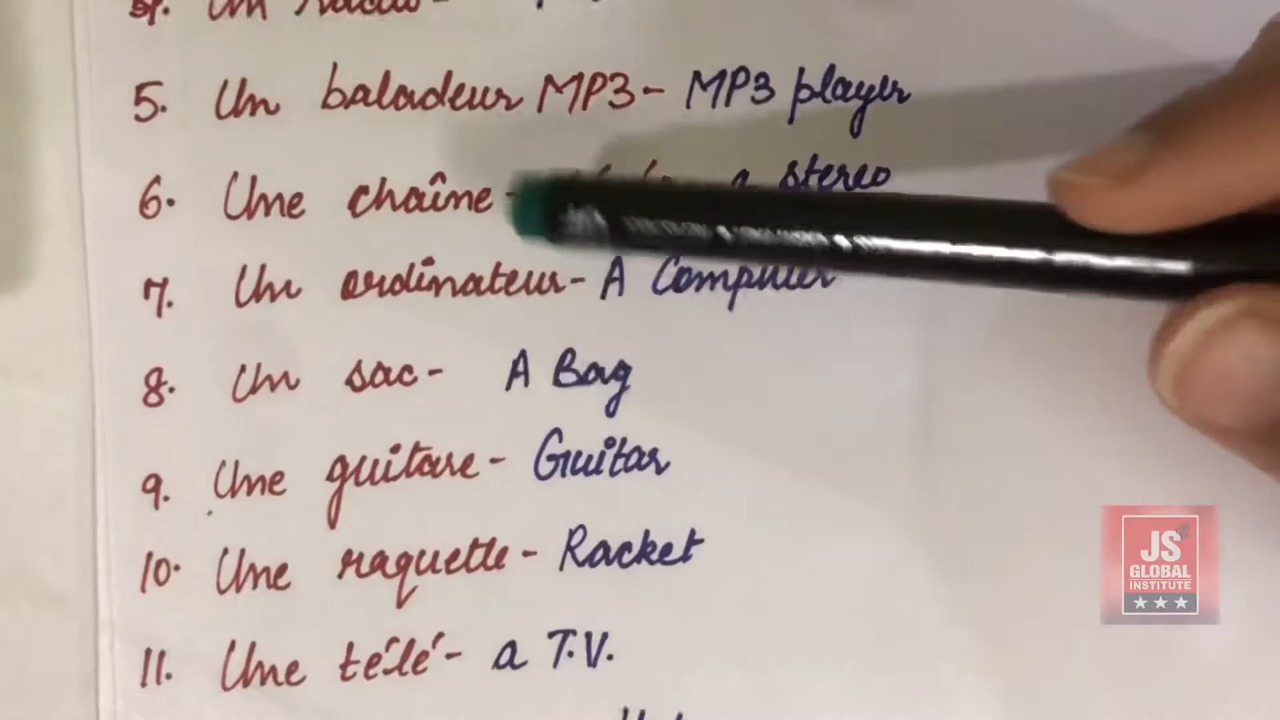 5. Un baladeur MP3- MP3 player
6. Une chaîne- a stereo
7. Un ordinateur- A Computer
8. Un sac- A Bag
9. Une guitare- Guitar
10. Une raquette- Racket
11. Une télé- a T.V.
JS
GLOBAL
INSTITUTE